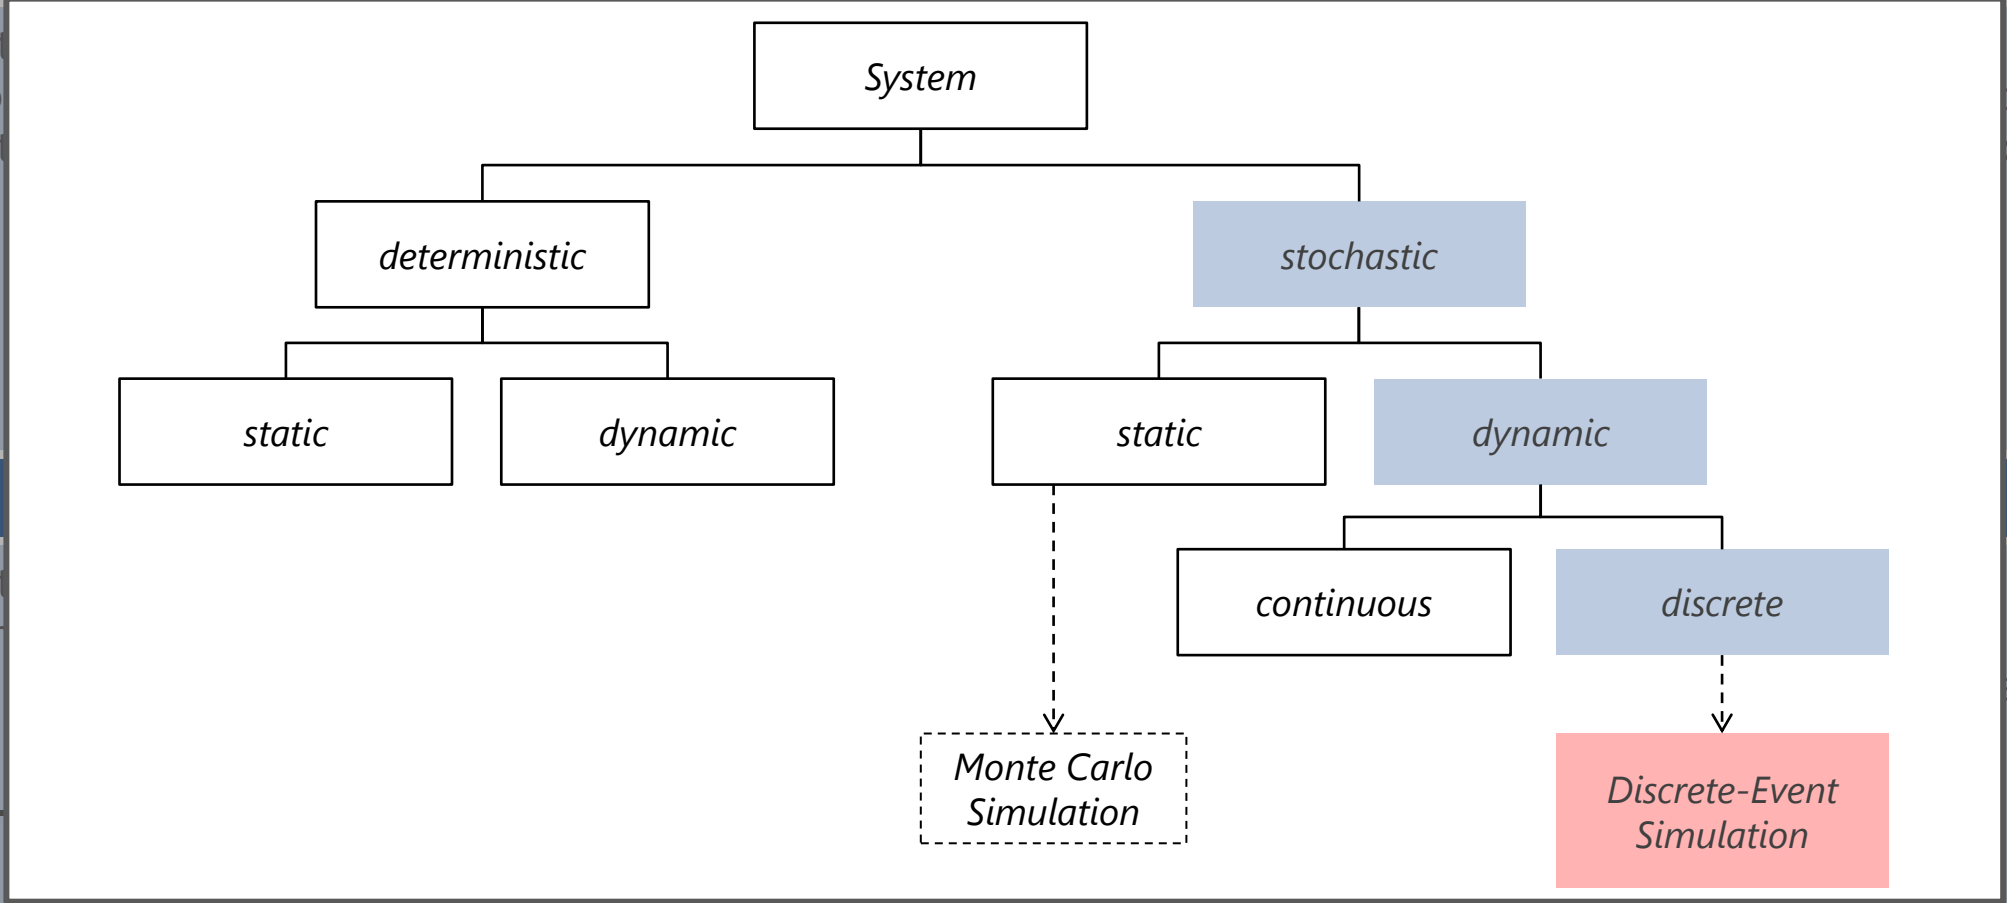 System
deterministic
stochastic
static
dynamic
static
dynamic
continuous
discrete
Monte Carlo
Simulation
Discrete-Event
Simulation